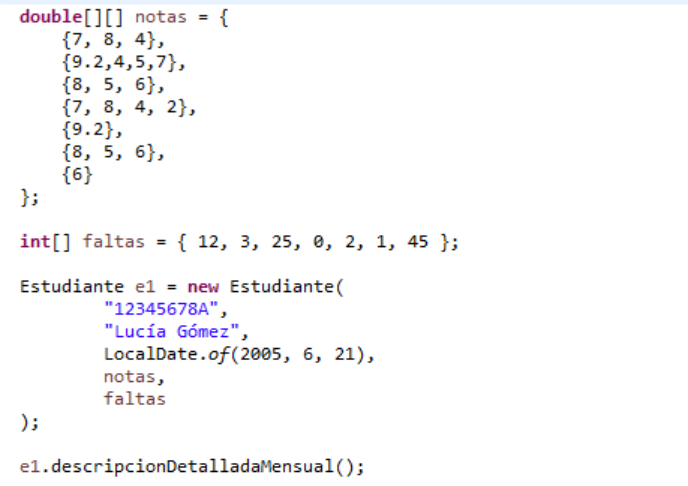 double[][] notas = {
{7, 8, 4},
{9.2,4,5,7},
{8, 5, 6},
{7, 8, 4, 2},
{9.2},
{8, 5, 6},
{6}
};
int[] faltas = { 12, 3, 25, 0, 2, 1, 45 };
Estudiante e1 = new Estudiante(
"12345678A",
"Lucía Gómez",
LocalDate.of(2005, 6, 21),
notas,
faltas
);
e1.descripcionDetalladaMensual();